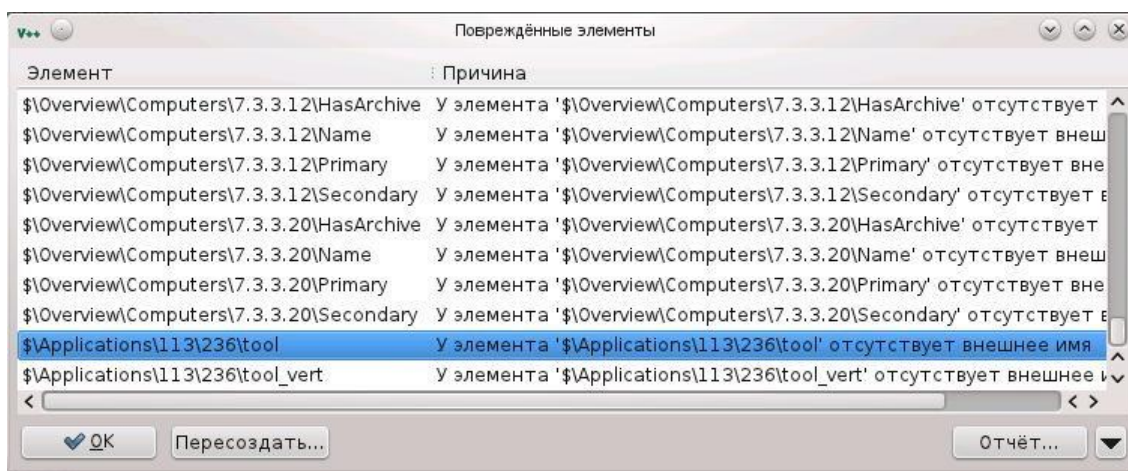 V++ Повреждённые элементы
Элемент Причина
$\Overview\Computers\7.3.3.12\HasArchive У элемента '$\Overview\Computers\7.3.3.12\HasArchive' отсутствует
$\Overview\Computers\7.3.3.12\Name У элемента '$\Overview\Computers\7.3.3.12\Name' отсутствует внеш
$\Overview\Computers\7.3.3.12\Primary У элемента '$\Overview\Computers\7.3.3.12\Primary' отсутствует вне
$\Overview\Computers\7.3.3.12\Secondary У элемента '$\Overview\Computers\7.3.3.12\Secondary' отсутствует
$\Overview\Computers\7.3.3.20\HasArchive У элемента '$\Overview\Computers\7.3.3.20\HasArchive' отсутствует
$\Overview\Computers\7.3.3.20\Name У элемента '$\Overview\Computers\7.3.3.20\Name' отсутствует внеш
$\Overview\Computers\7.3.3.20\Primary У элемента '$\Overview\Computers\7.3.3.20\Primary' отсутствует вне
$\Overview\Computers\7.3.3.20\Secondary У элемента '$\Overview\Computers\7.3.3.20\Secondary' отсутствует
$\Applications\113\236\tool У элемента '$\Applications\113\236\tool' отсутствует внешнее имя
$\Applications\113\236\tool_vert У элемента '$\Applications\113\236\tool_vert' отсутствует внешнее
OK Пересоздать... Отчёт...